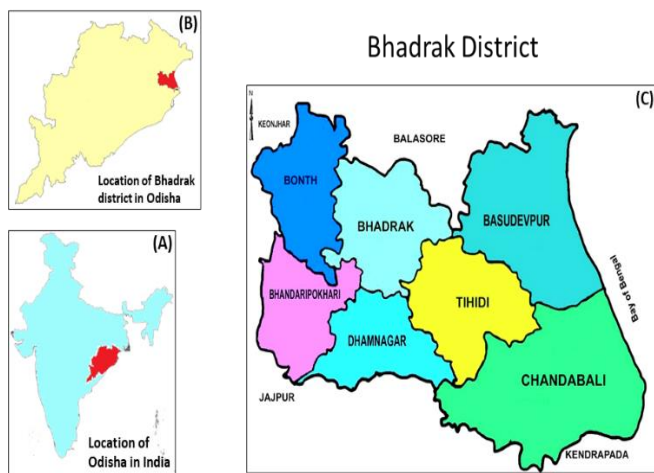 (B)
Location of Bhadrak
district in Odisha
(A)
Location of
Odisha in India
Bhadrak District
(C)
N
KEONJHAR
BALASORE
BONTH
BHADRAK
BASUDEVPUR
BHANDARIPOKHARI
TIHIDI
Bay of Bengal
DHAMNAGAR
CHANDABALI
JAJPUR
KENDRAPADA